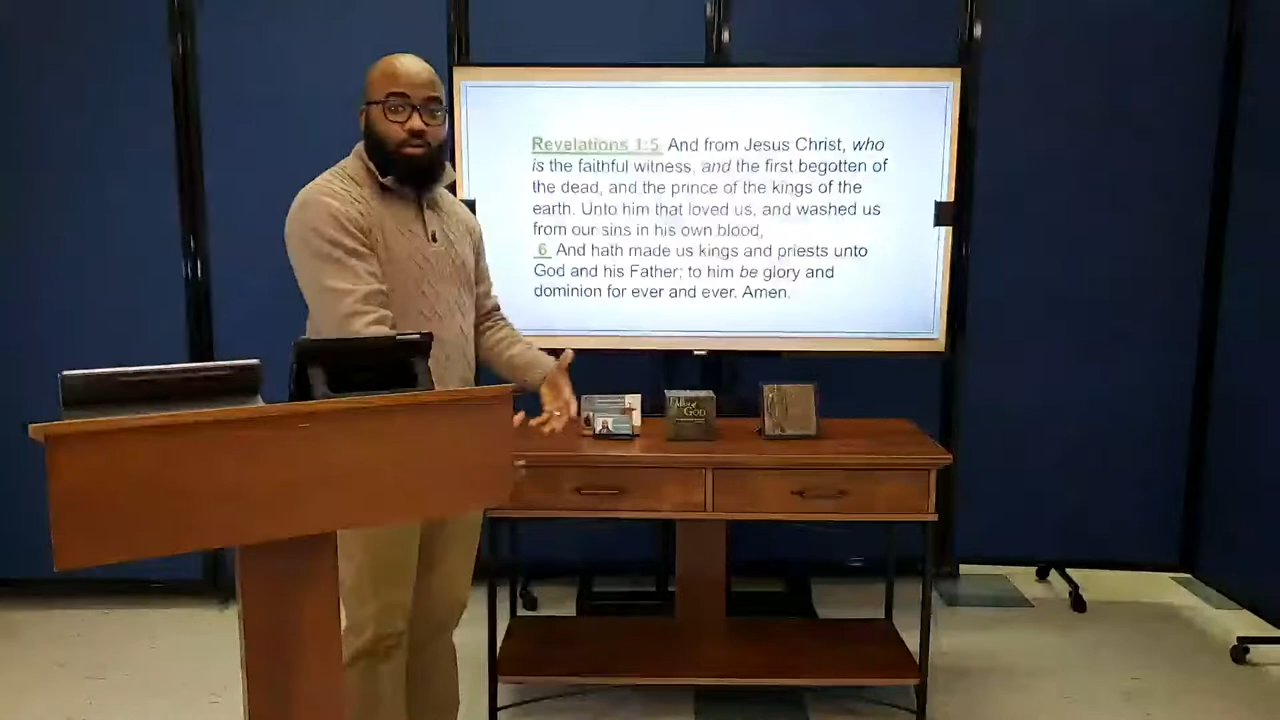 Revelations 1:5 And from Jesus Christ, who
is the faithful witness, and the first begotten of
the dead, and the prince of the kings of the
earth. Unto him that loved us, and washed us
from our sins in his own blood,
6 And hath made us kings and priests unto
God and his Father; to him be glory and
dominion for ever and ever. Amen.
of
GOD